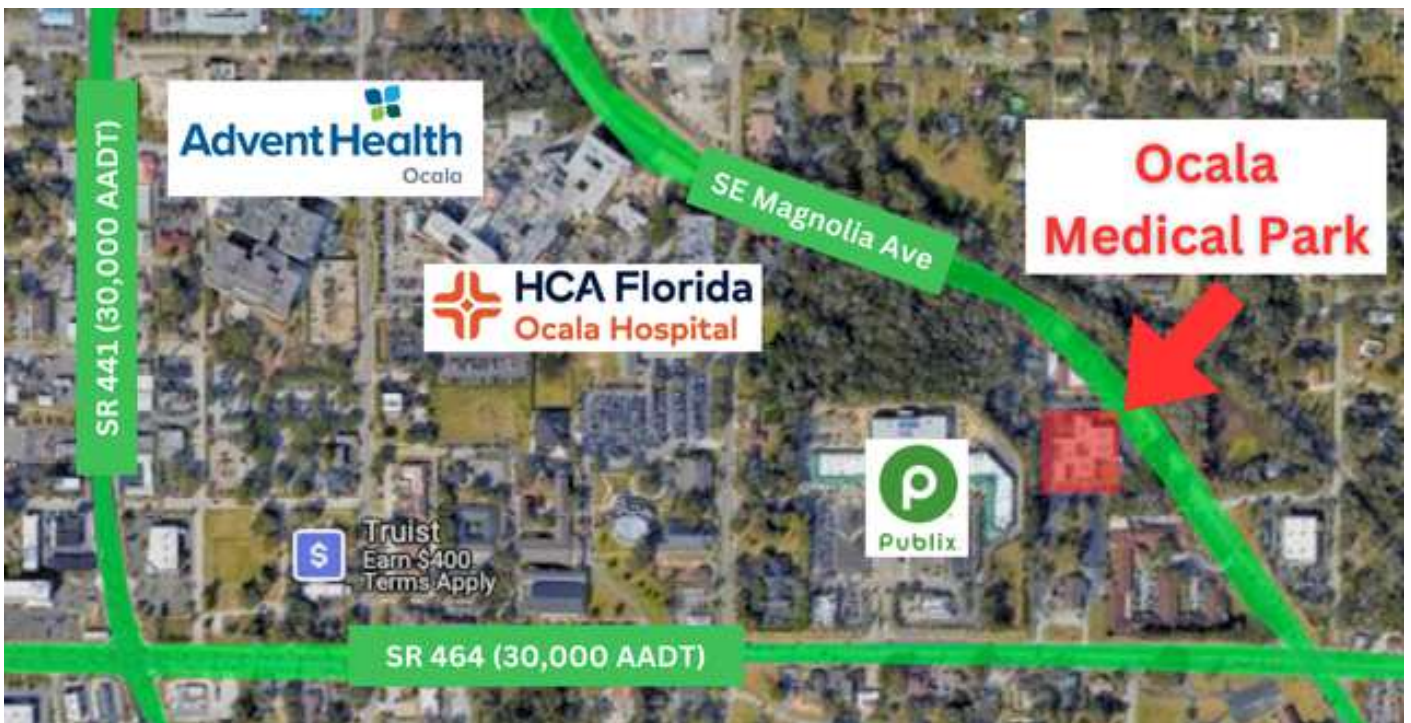 SR 441 (30,000 AADT)
AdventHealth
Ocala
HCA Florida
Ocala Hospital
SE Magnolia Ave
Ocala
Medical Park
Publix
$
Truist
Earn $400
Terms Apply
SR 464 (30,000 AADT)